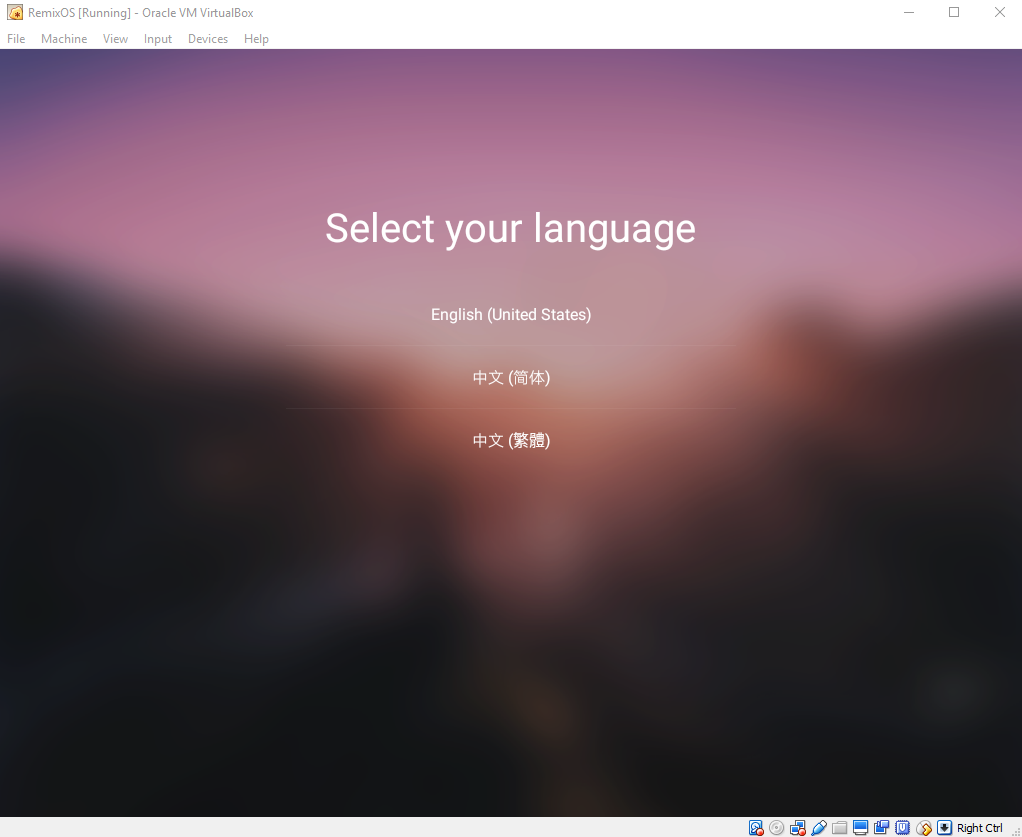 RemixOS [Running] - Oracle VM VirtualBox
File Machine View Input Devices Help
Select your language
English (United States)
中文 (简体)
中文 (繁體)
Right Ctrl